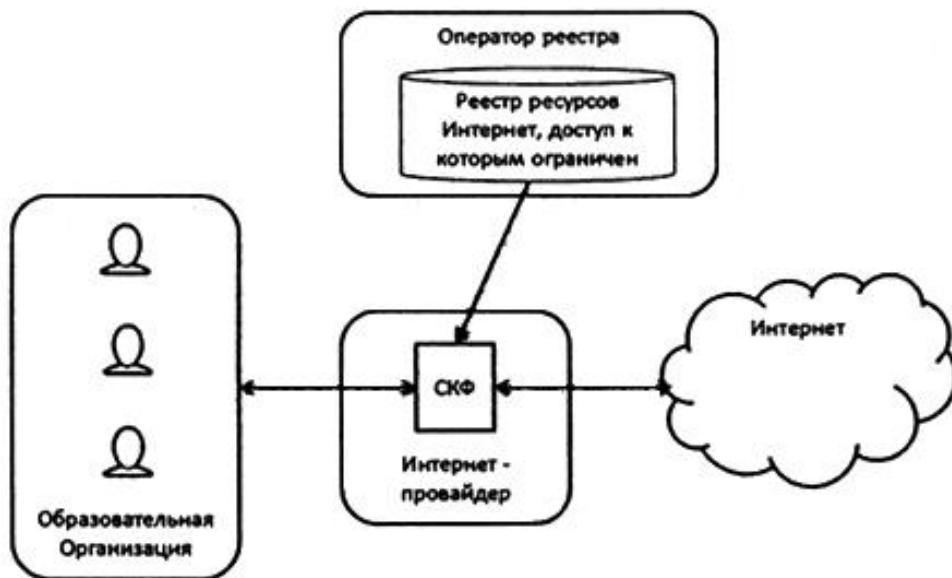 Оператор реестра
Реестр ресурсов
Интернет, доступ к
которым ограничен
Интернет
СКФ
Интернет -
провайдер
Образовательная
Организация